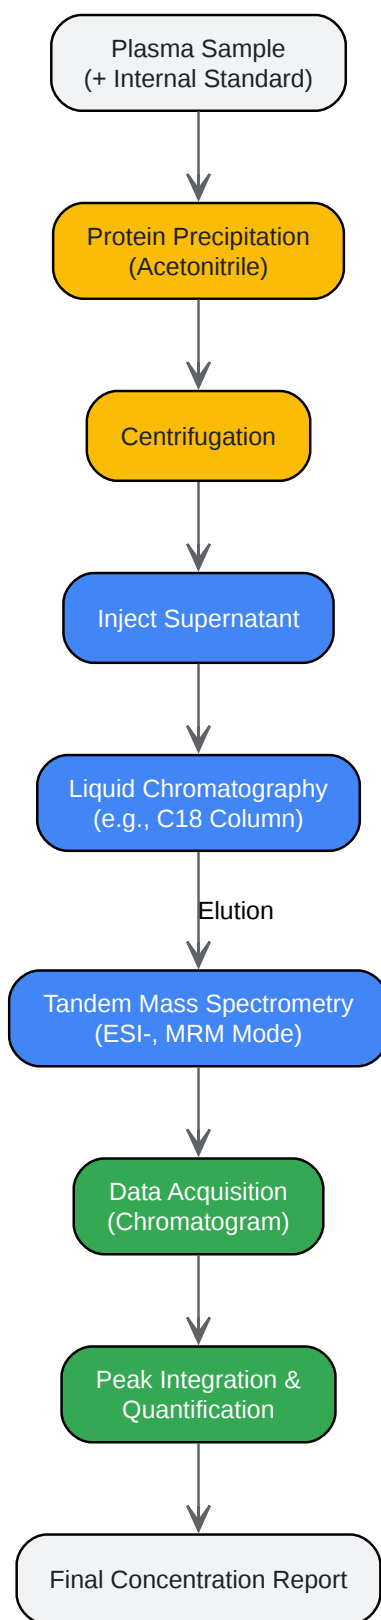 Plasma Sample
(+ Internal Standard)
Protein Precipitation
(Acetonitrile)
Centrifugation
Inject Supernatant
Liquid Chromatography
(e.g., C18 Column)
Elution
Tandem Mass Spectrometry
(ESI-, MRM Mode)
Data Acquisition
(Chromatogram)
Peak Integration &
Quantification
Final Concentration Report